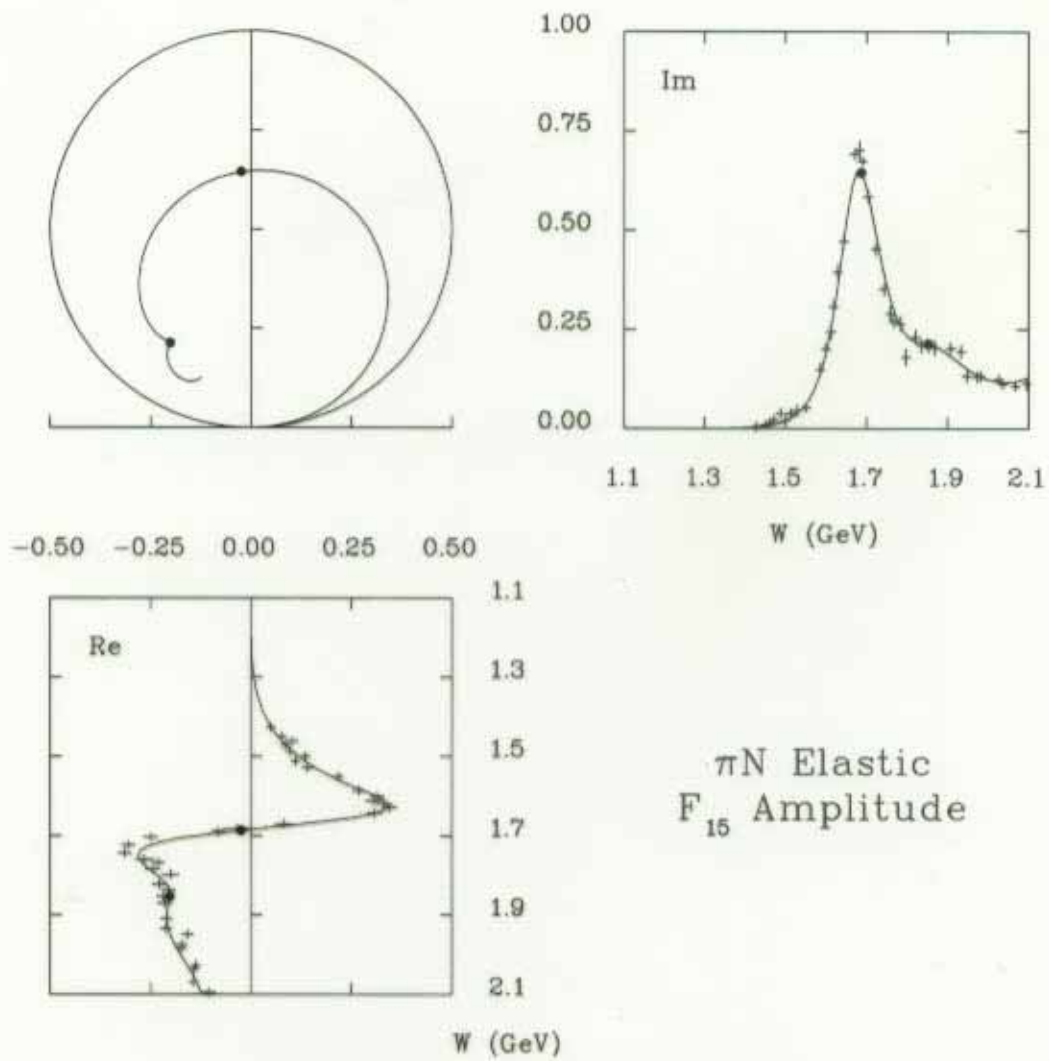 1.00
Im
0.75
0.50
0.25
0.00
1.1 1.3 1.5 1.7 1.9 2.1
W (GeV)
−0.50 −0.25 0.00 0.25 0.50
1.1
Re
1.3
1.5
1.7
1.9
2.1
W (GeV)
πN Elastic
F₁₅ Amplitude